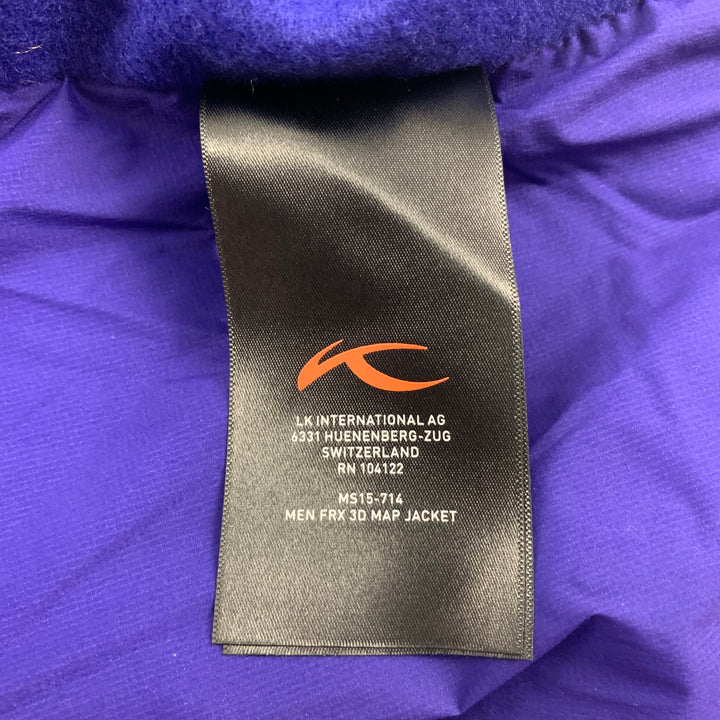 LK INTERNATIONAL AG
6331 HUENENBERG-ZUG
SWITZERLAND
RN 104122
MS15-714
MEN FRX 3D MAP JACKET